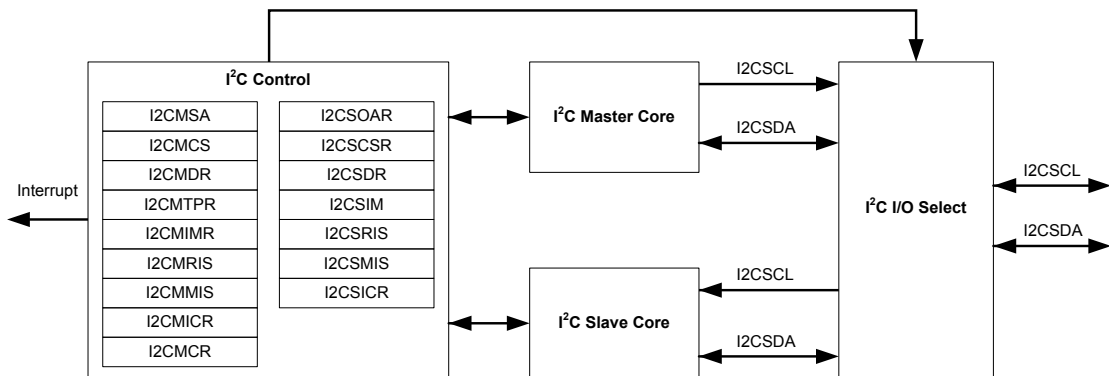 I²C Control
I2CMSA
I2CMCS
I2CMDR
I2CMTPR
I2CMIMR
I2CMRIS
I2CMMIS
I2CMICR
I2CMCR
I2CSOAR
I2CSCSR
I2CSDR
I2CSIM
I2CSRIS
I2CSMIS
I2CSICR
Interrupt
I²C Master Core
I2CSCL
I2CSDA
I²C Slave Core
I2CSCL
I2CSDA
I²C I/O Select
I2CSCL
I2CSDA